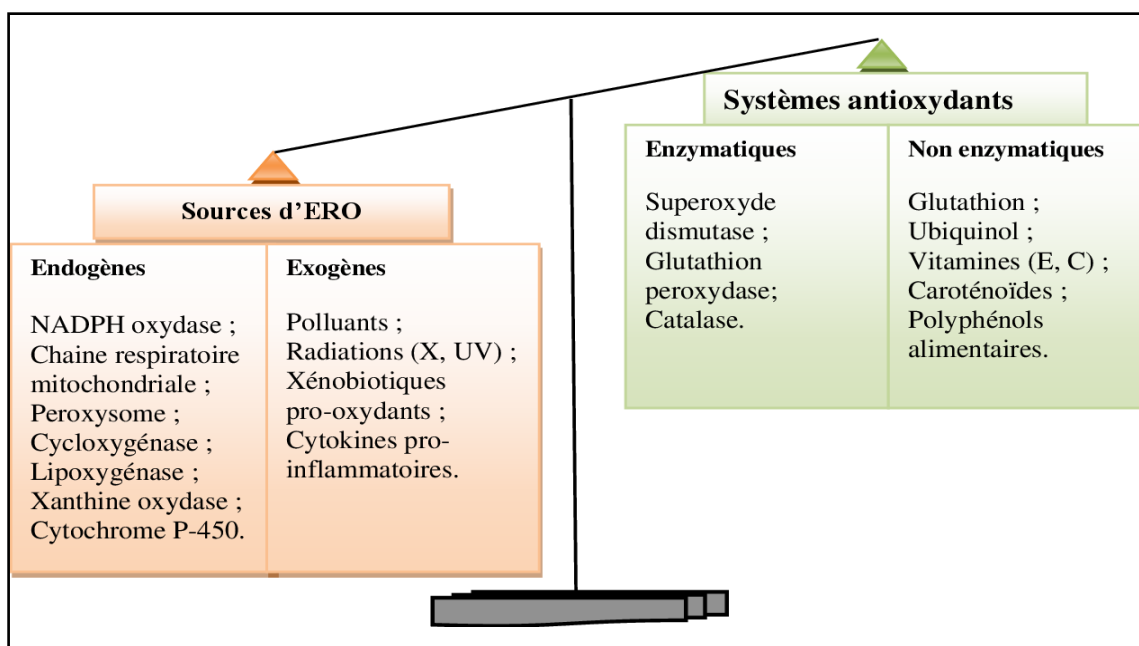 Systèmes antioxydants
Enzymatiques
Superoxyde
dismutase ;
Glutathion
peroxydase;
Catalase.
Non enzymatiques
Glutathion ;
Ubiquinol ;
Vitamines (E, C) ;
Caroténoïdes ;
Polyphénols
alimentaires.
Sources d’ERO
Endogènes
NADPH oxydase ;
Chaine respiratoire
mitochondriale ;
Peroxysome ;
Cycloxygénase ;
Lipoxygénase ;
Xanthine oxydase ;
Cytochrome P-450.
Exogènes
Polluants ;
Radiations (X, UV) ;
Xénobiotiques
pro-oxydants ;
Cytokines pro-
inflammatoires.